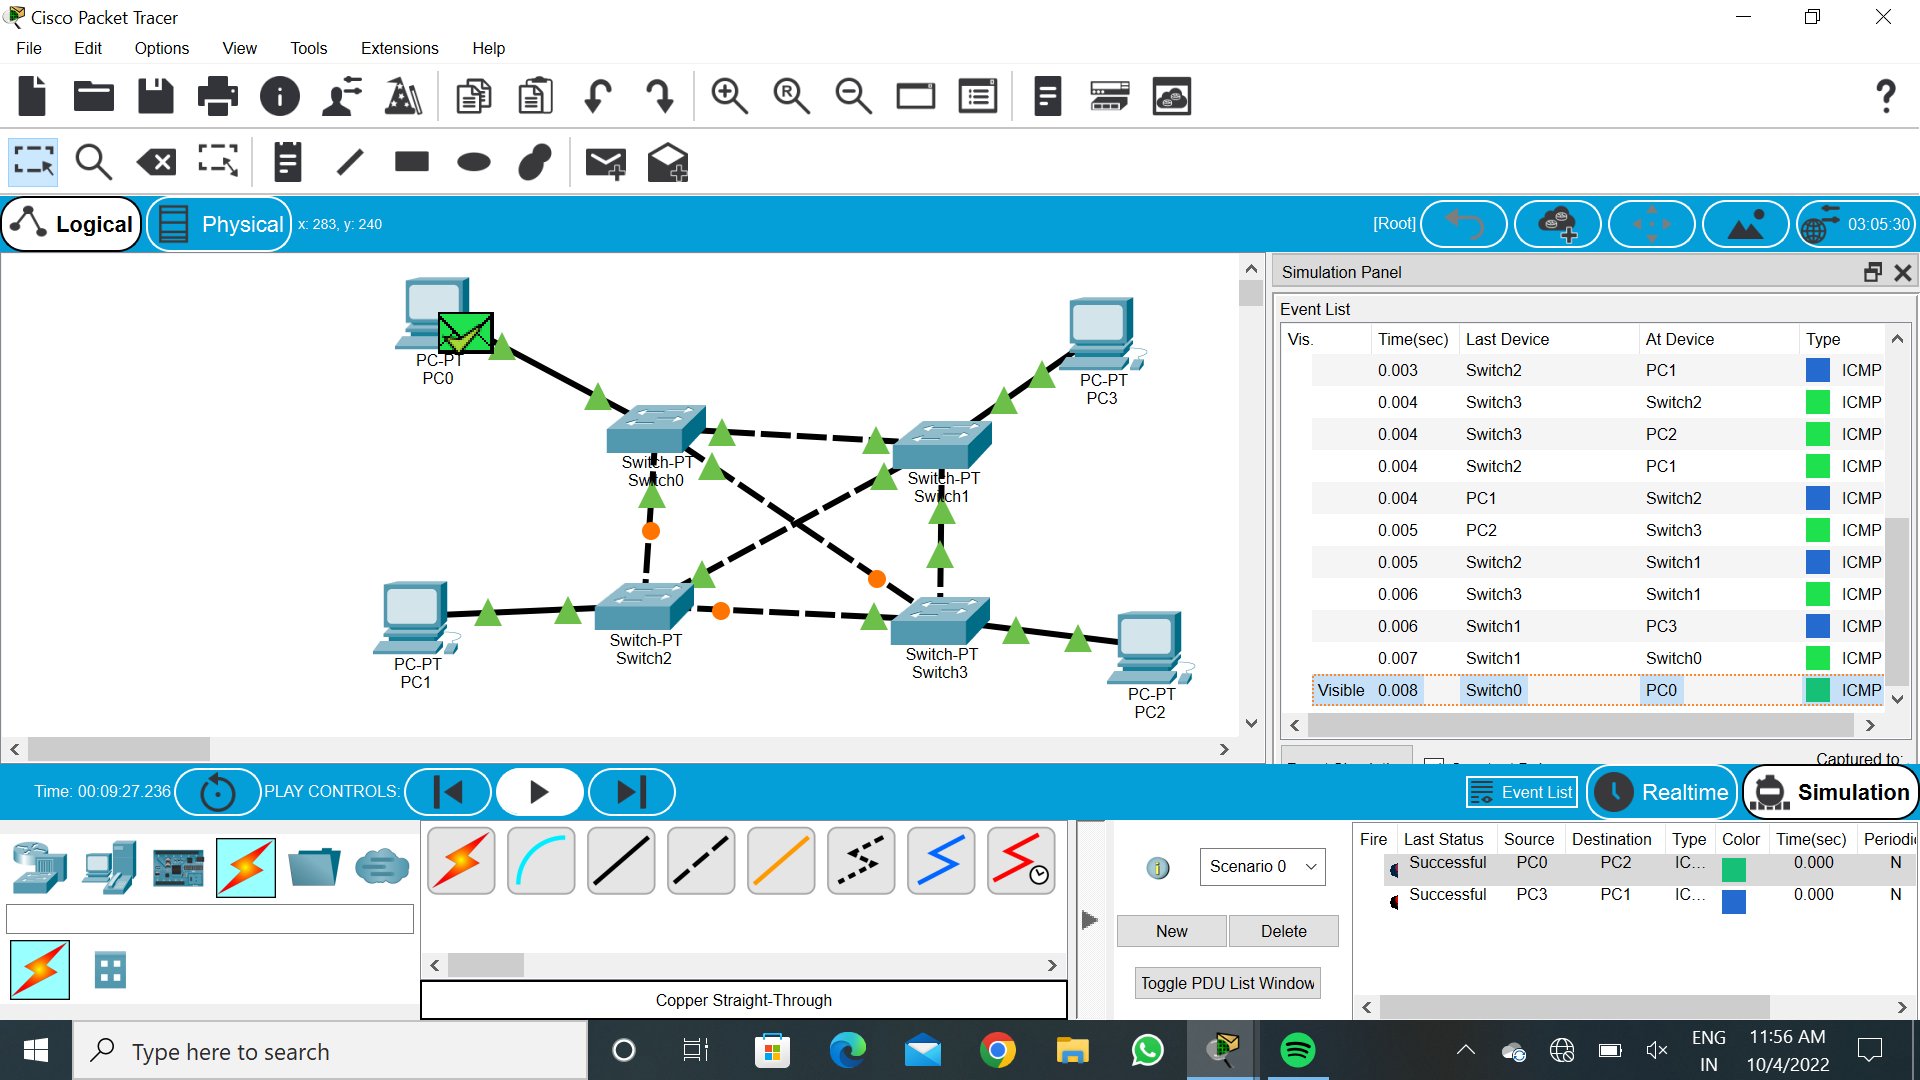 Cisco Packet Tracer
File Edit Options View Tools Extensions Help
Logical Physical x: 283, y: 240 [Root] 03:05:30
PC-PT
PC0
PC-PT
PC3
Switch-PT
Switch0
Switch-PT
Switch1
Switch-PT
Switch2
Switch-PT
Switch3
PC-PT
PC1
PC-PT
PC2
Simulation Panel
Event List
Vis. Time(sec) Last Device At Device Type
0.003 Switch2 PC1 ICMP
0.004 Switch3 Switch2 ICMP
0.004 Switch3 PC2 ICMP
0.004 Switch2 PC1 ICMP
0.004 PC1 Switch2 ICMP
0.005 PC2 Switch3 ICMP
0.005 Switch2 Switch1 ICMP
0.006 Switch3 Switch1 ICMP
0.006 Switch1 PC3 ICMP
0.007 Switch1 Switch0 ICMP
Visible 0.008 Switch0 PC0 ICMP
Captured to:
Time: 00:09:27.236 PLAY CONTROLS: Event List Realtime Simulation
Scenario 0
New Delete
Toggle PDU List Window
Copper Straight-Through
Fire Last Status Source Destination Type Color Time(sec) Periodi
Successful PC0 PC2 IC... 0.000 N
Successful PC3 PC1 IC... 0.000 N
Type here to search
ENG
IN
11:56 AM
10/4/2022